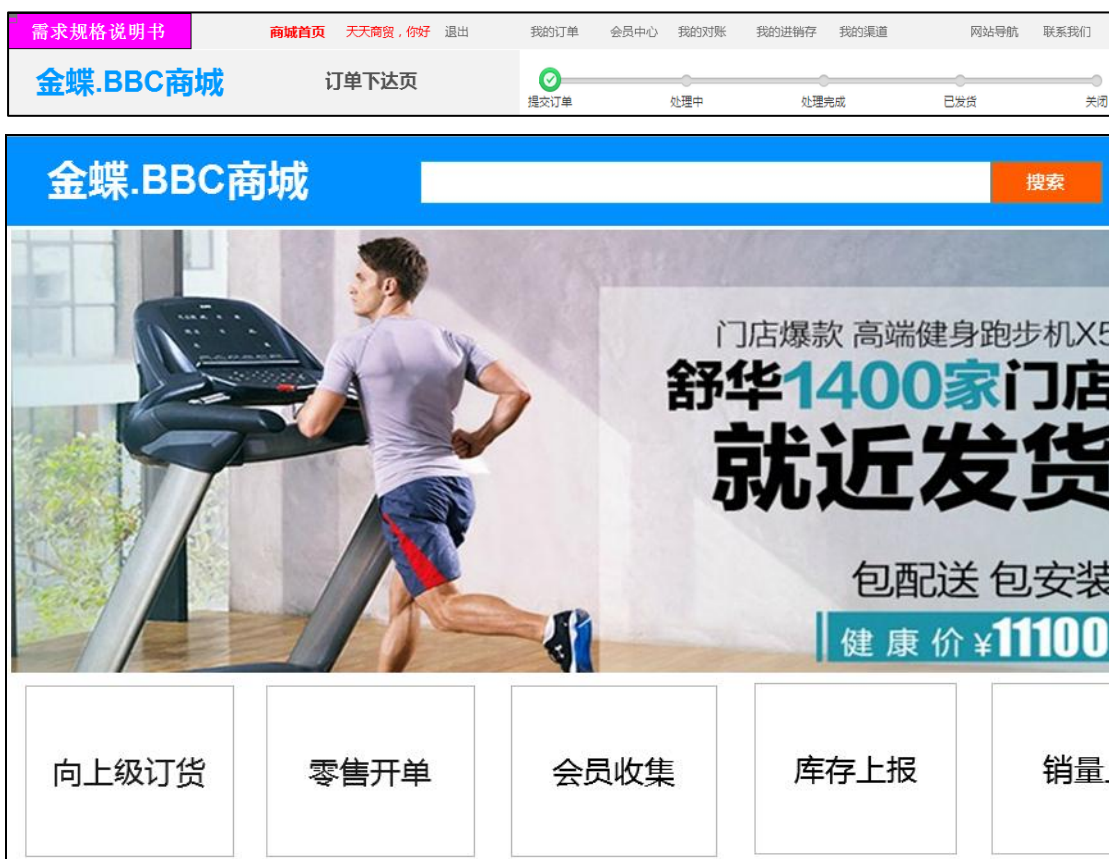 需求规格说明书 商城首页 天天商贸，你好 退出 我的订单 会员中心 我的对账 我的进销存 我的渠道 网站导航 联系我们
金蝶.BBC商城 订单下达页
提交订单 处理中 处理完成 已发货 关闭
金蝶.BBC商城 搜索
门店爆款 高端健身跑步机X5
舒华1400家门店
就近发货
包配送 包安装
健康价¥11100
向上级订货 零售开单 会员收集 库存上报 销量